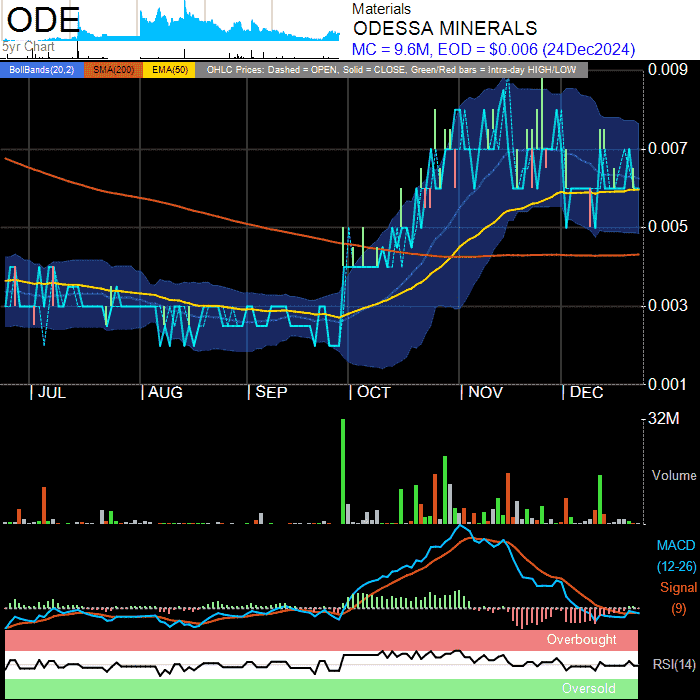 ODE
5yr Chart
Materials
ODESSA MINERALS
MC = 9.6M, EOD = $0.006 (24Dec2024)
BollBands(20,2) SMA(200) EMA(50) OHLC Prices: Dashed = OPEN, Solid = CLOSE, Green/Red bars = Intra-day HIGH/LOW
0.009
0.007
0.005
0.003
0.001
| JUL | AUG | SEP | OCT | NOV | DEC
32M
Volume
MACD
(12-26)
Signal
(9)
Overbought
RSI(14)
Oversold